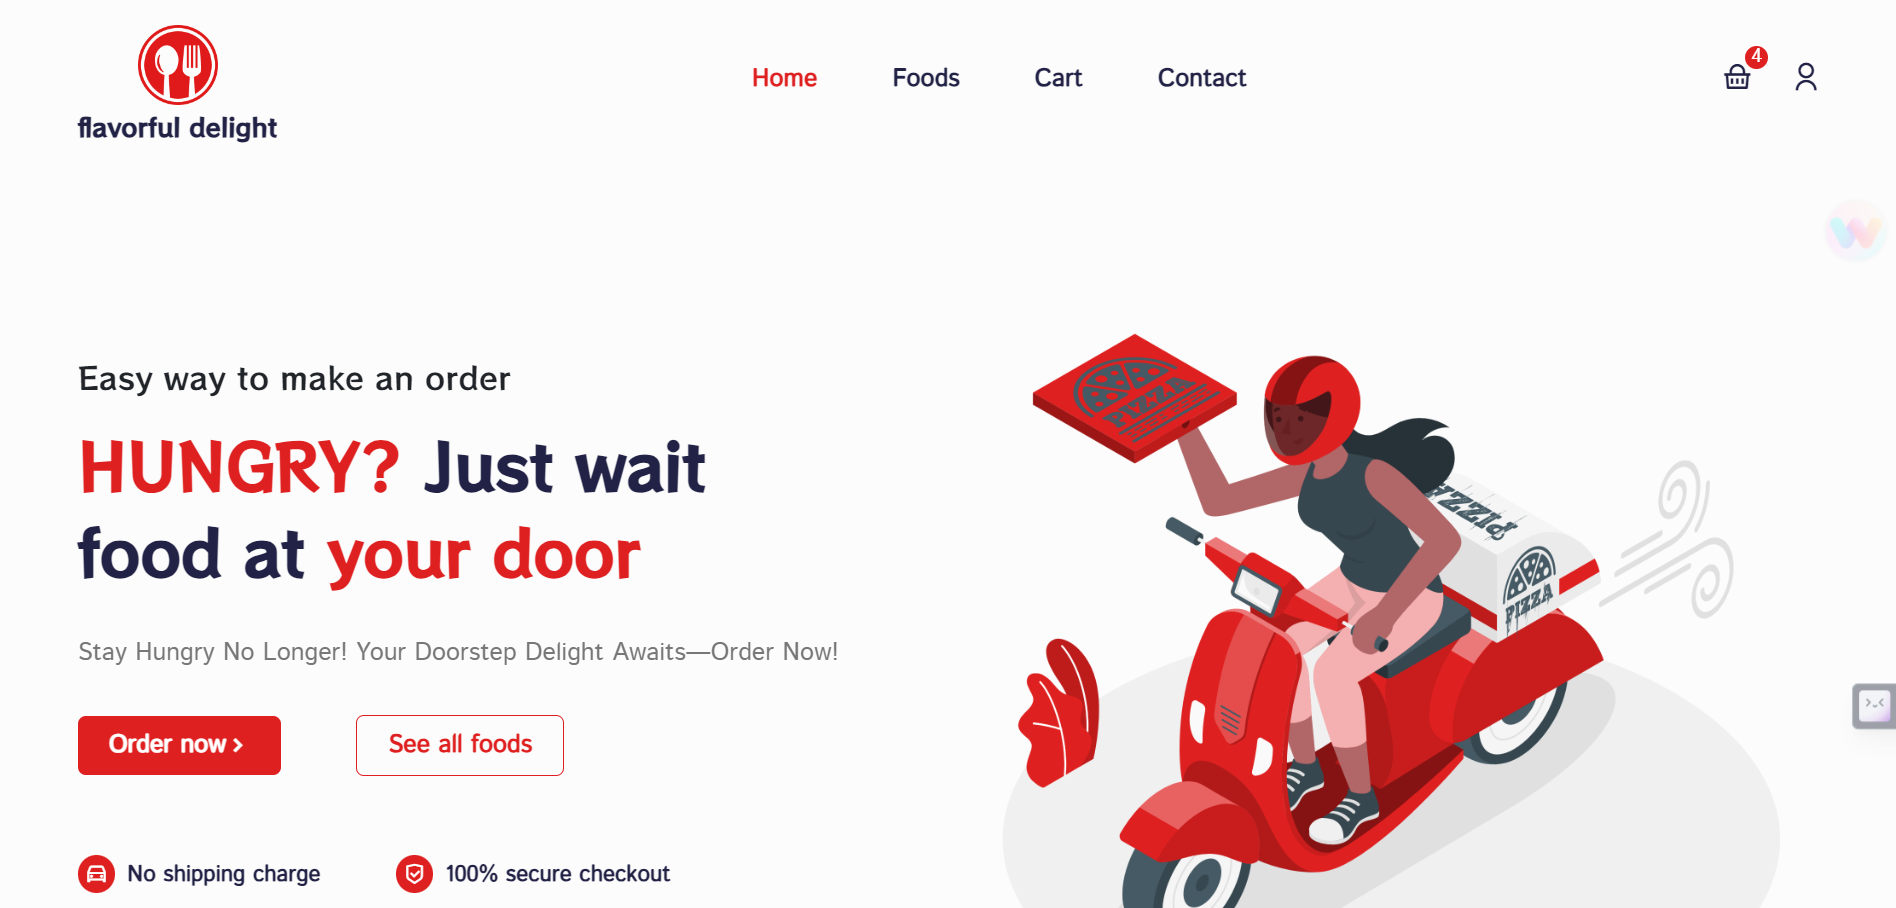 flavorful delight
Home
Foods
Cart
Contact
4
Easy way to make an order
HUNGRY? Just wait
food at your door
Stay Hungry No Longer! Your Doorstep Delight Awaits—Order Now!
Order now
See all foods
No shipping charge
100% secure checkout
PIZZA
PIZZA
PIZZA